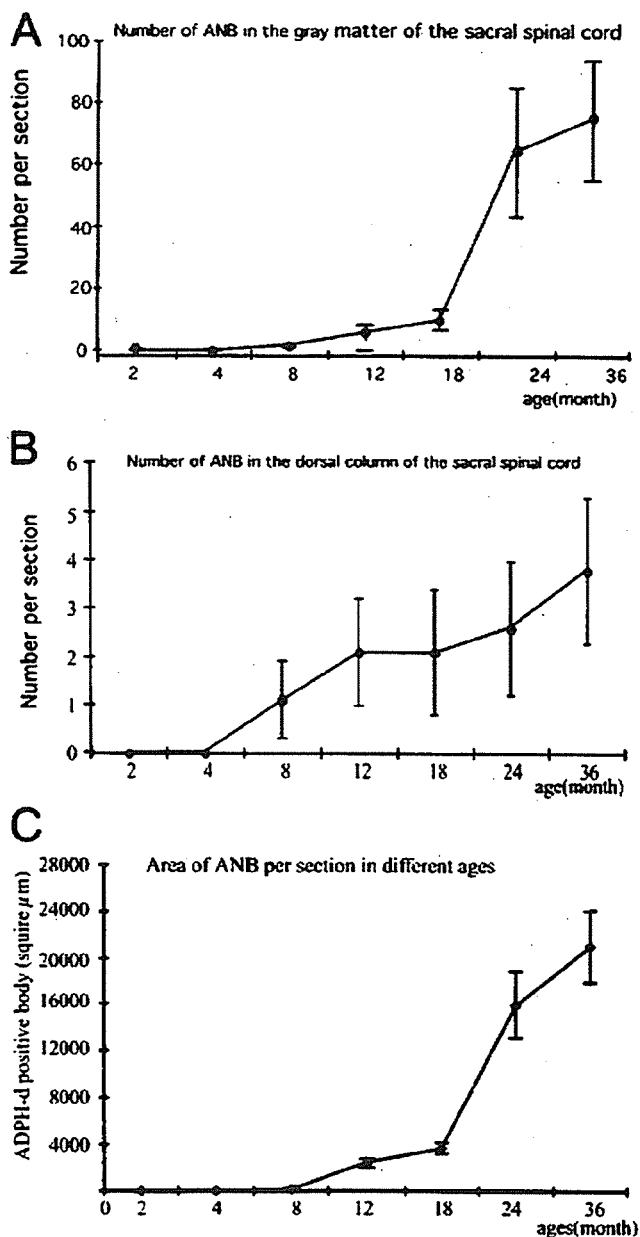 A
Number of ANB in the gray matter of the sacral spinal cord
Number per section
100
80
60
40
20
0
2 4 8 12 18 24 36
age(month)
B
Number of ANB in the dorsal column of the sacral spinal cord
Number per section
6
5
4
3
2
1
0
2 4 8 12 18 24 36
age(month)
C
Area of ANB per section in different ages
ADPH-d positive body (squire μm)
28000
24000
20000
16000
12000
8000
4000
0 2 4 8 12 18 24 36
ages(month)